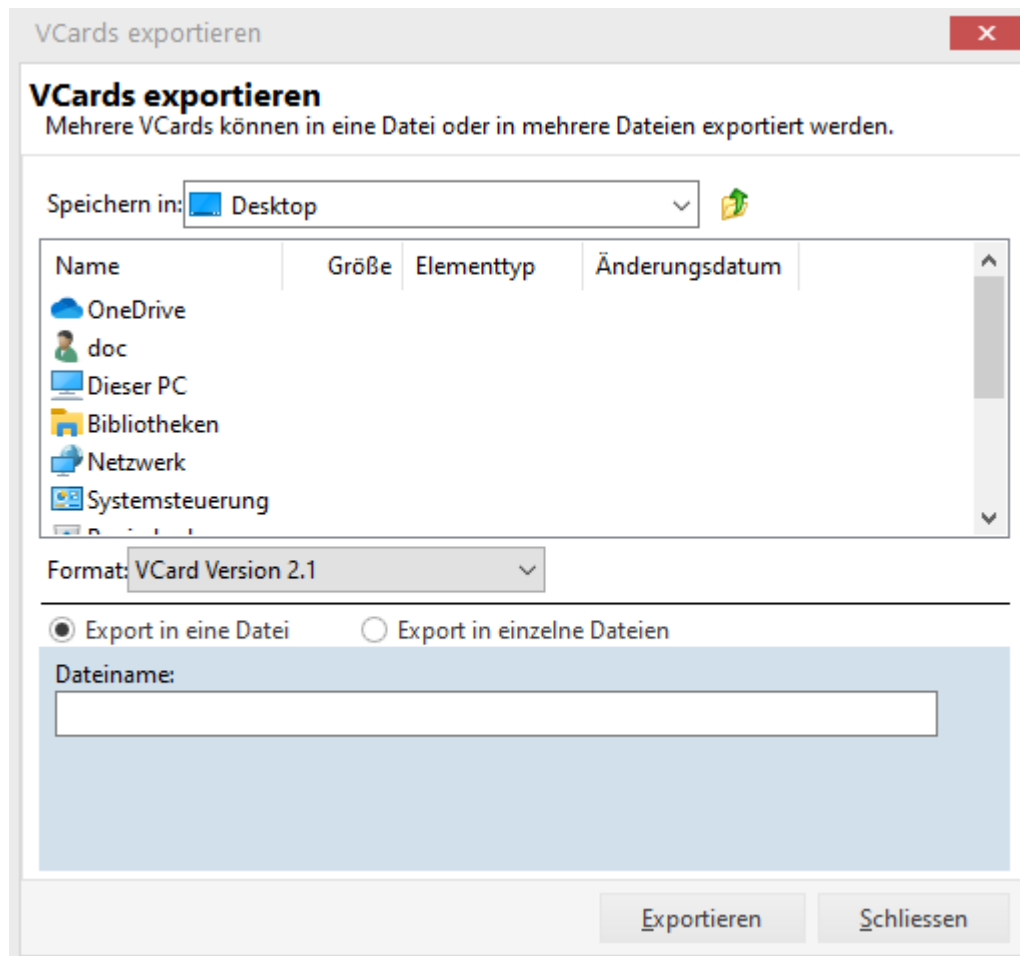 VCards exportieren
VCards exportieren
Mehrere VCards können in eine Datei oder in mehrere Dateien exportiert werden.
Speichern in: Desktop
Name Größe Elementtyp Änderungsdatum
OneDrive
doc
Dieser PC
Bibliotheken
Netzwerk
Systemsteuerung
Format: VCard Version 2.1
Export in eine Datei Export in einzelne Dateien
Dateiname:
Exportieren Schliessen